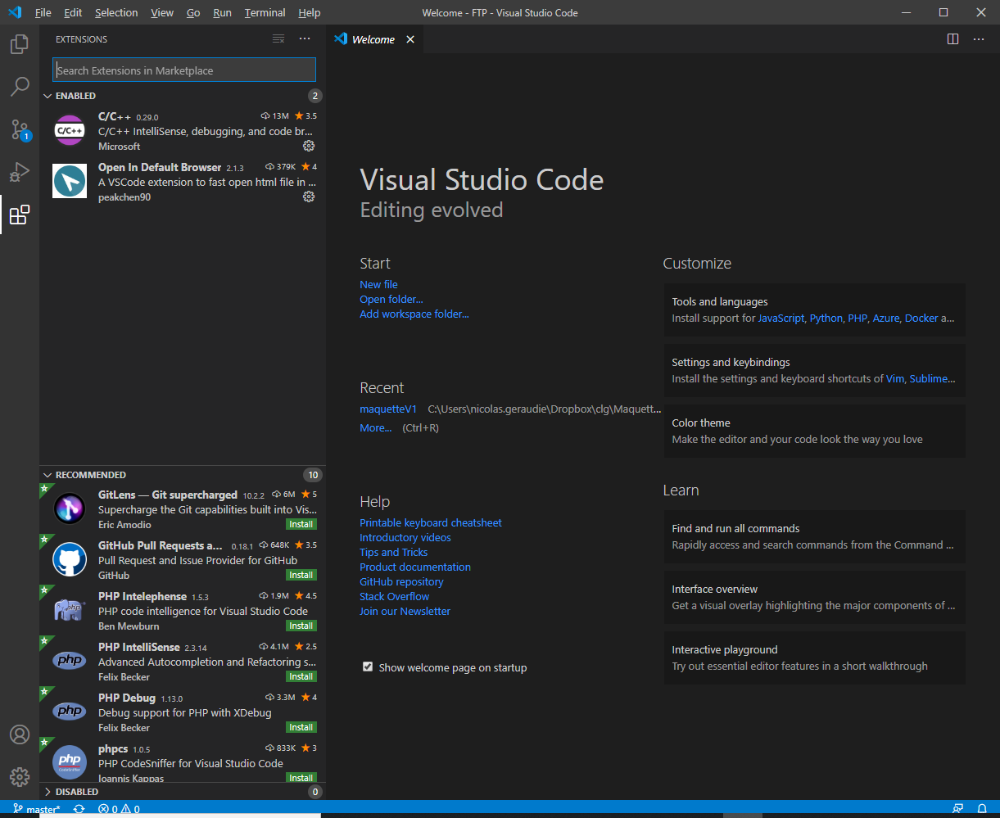 File Edit Selection View Go Run Terminal Help Welcome - FTP - Visual Studio Code
EXTENSIONS
Welcome
Search Extensions in Marketplace
ENABLED 2
C/C++ 0.29.0 13M 3.5
C/C++ IntelliSense, debugging, and code br...
Microsoft
C/C++
1
Open In Default Browser 2.1.3 379K 4
A VSCode extension to fast open html file in ...
peakchen90
RECOMMENDED 10
GitLens — Git supercharged 10.2.2 6M 5
Supercharge the Git capabilities built into Vis...
Eric Amodio Install
GitHub Pull Requests a... 0.18.1 648K 3.5
Pull Request and Issue Provider for GitHub
GitHub Install
PHP Intelephense 1.5.3 1.9M 4.5
php
PHP code intelligence for Visual Studio Code
Ben Mewburn Install
PHP IntelliSense 2.3.14 4.1M 2.5
php
Advanced Autocompletion and Refactoring s...
Felix Becker Install
PHP Debug 1.13.0 3.3M 4
php
Debug support for PHP with XDebug
Felix Becker Install
phpcs 1.0.5 833K 3
php
CODESNIFFER
PHP CodeSniffer for Visual Studio Code
Ioannis Kappas Install
DISABLED 0
Visual Studio Code
Editing evolved
Start
New file
Open folder...
Add workspace folder...
Recent
maquetteV1 C:\Users\nicolas.geraudie\Dropbox\clg\Maquett...
More... (Ctrl+R)
Help
Printable keyboard cheatsheet
Introductory videos
Tips and Tricks
Product documentation
GitHub repository
Stack Overflow
Join our Newsletter
Show welcome page on startup
Customize
Tools and languages
Install support for JavaScript, Python, PHP, Azure, Docker a...
Settings and keybindings
Install the settings and keyboard shortcuts of Vim, Sublime...
Color theme
Make the editor and your code look the way you love
Learn
Find and run all commands
Rapidly access and search commands from the Command ...
Interface overview
Get a visual overlay highlighting the major components of ...
Interactive playground
Try out essential editor features in a short walkthrough
master* 0 0